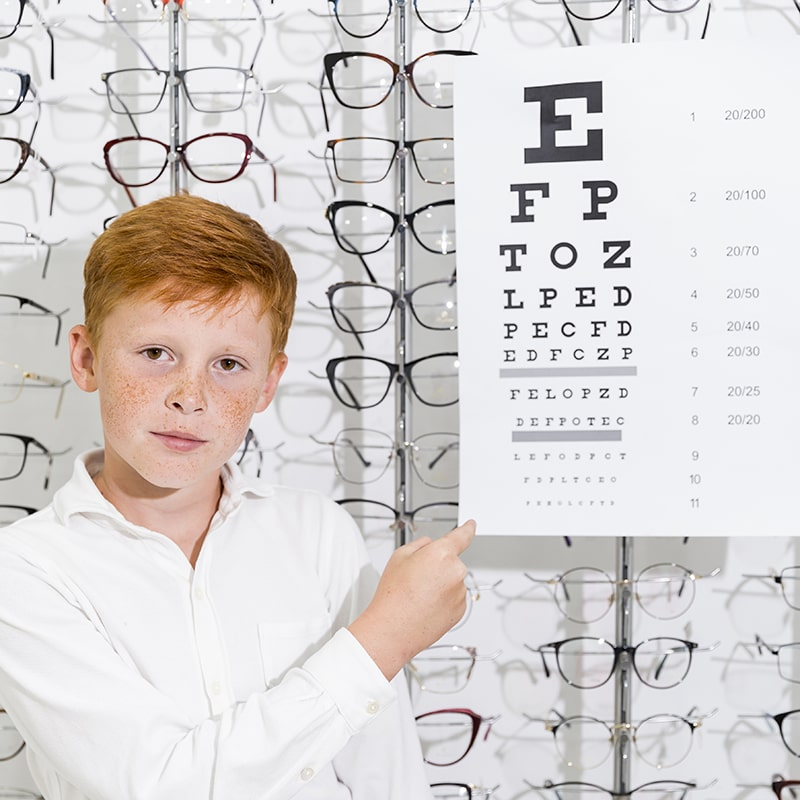 E 1 20/200
F P 2 20/100
T O Z 3 20/70
L P E D 4 20/50
P E C F D 5 20/40
E D F C Z P 6 20/30
F E L O P Z D 7 20/25
D E F P O T E C 8 20/20
L E F O D P C T 9
F D P L T C E O 10
P E Z O L C F T D 11